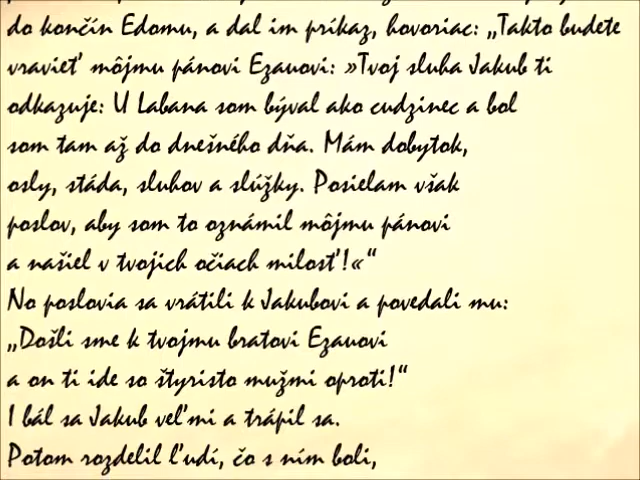 do končín Edomu, a dal im príkaz, hovoriac: „Takto budete
vravieť môjmu pánovi Ezauovi: »Tvoj sluha Jakub ti
odkazuje: U Labana som býval ako cudzinec a bol
som tam až do dnešného dňa. Mám dobytok,
osly, stáda, sluhov a slúžky. Posielam však
poslov, aby som to oznámil môjmu pánovi
a našiel v tvojich očiach milosť!«“
No poslovia sa vrátili k Jakubovi a povedali mu:
„Došli sme k tvojmu bratovi Ezauovi
a on ti ide so štyristo mužmi oproti!“
I bál sa Jakub veľmi a trápil sa.
Potom rozdelil ľudí, čo s ním boli,